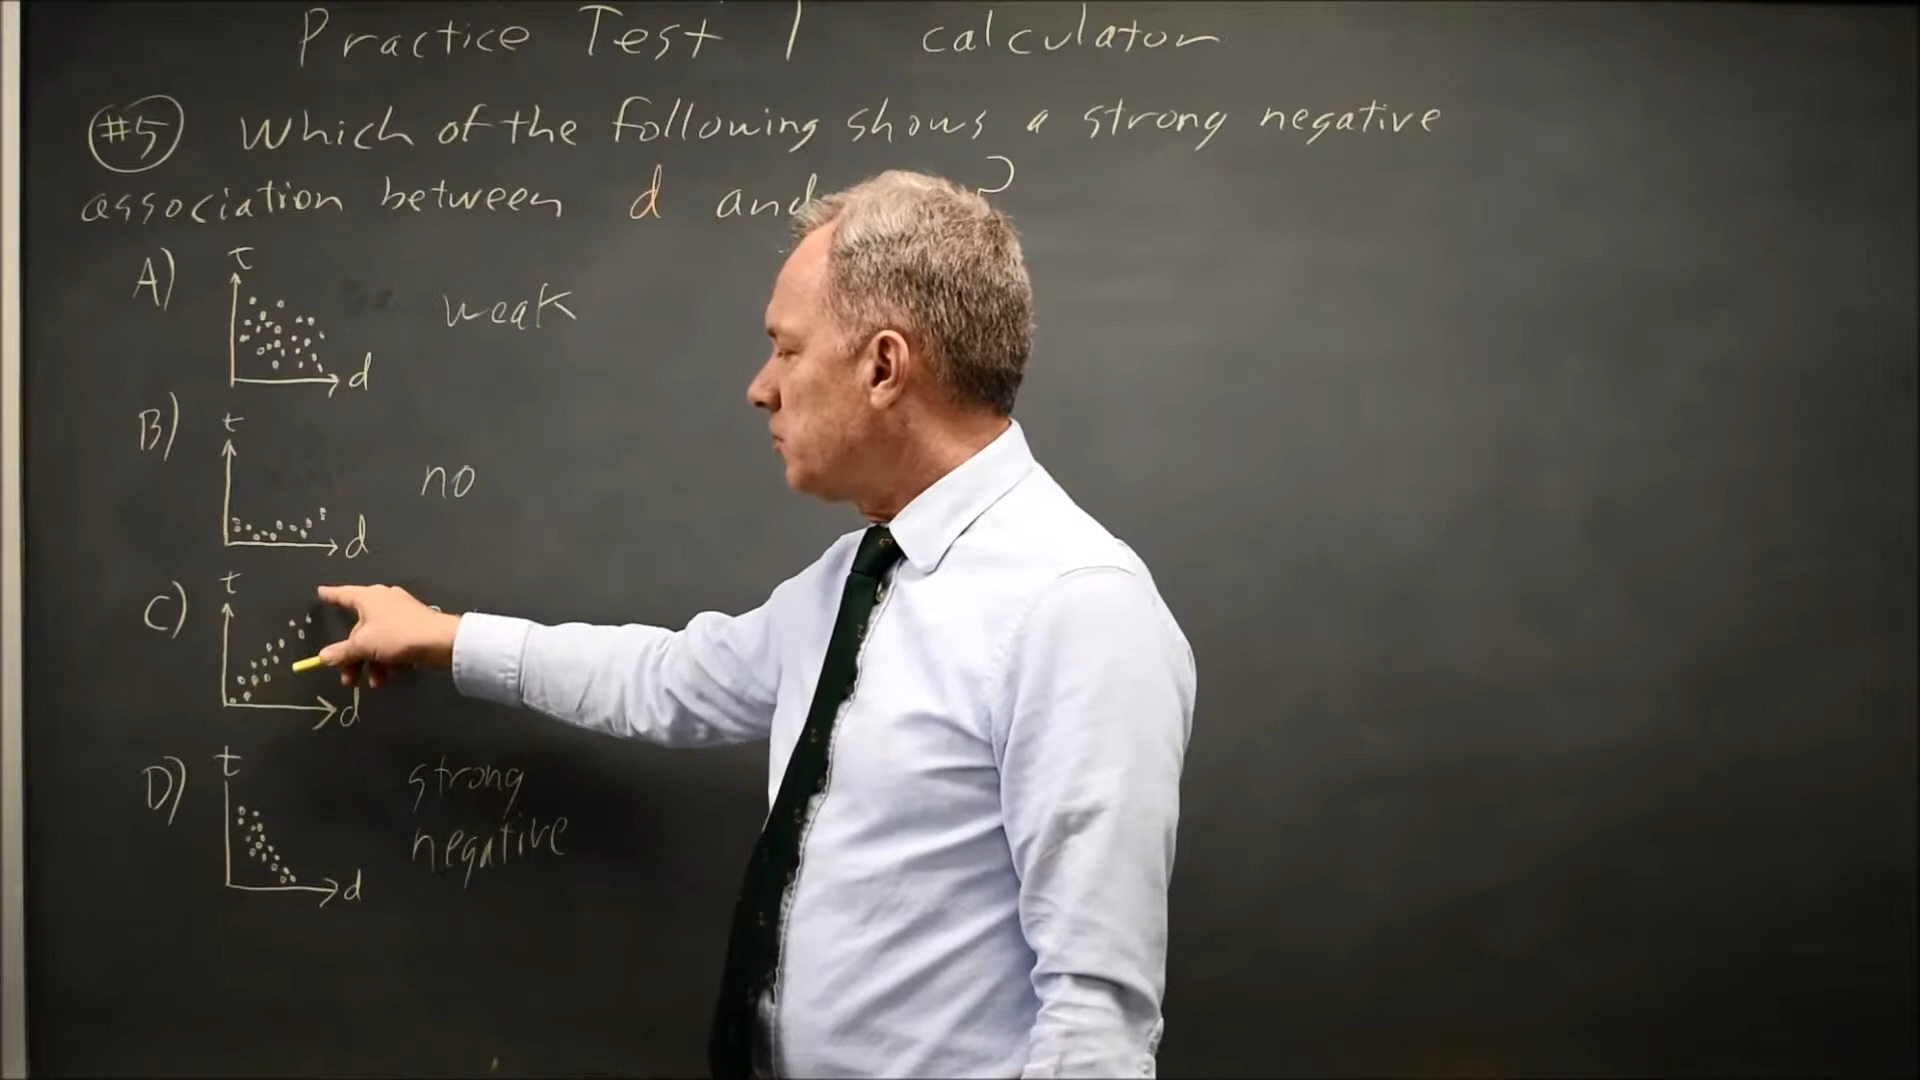 Practice Test 1 calculator
#5 Which of the following shows a strong negative
association between d and ?
A) t
weak
d
B) t
no
d
C) t
d
D) t
strong
negative
d